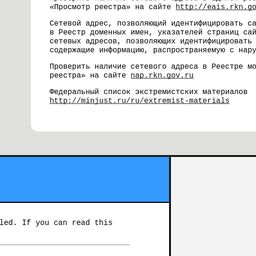 «Просмотр реестра» на сайте http://eais.rkn.go
Сетевой адрес, позволяющий идентифицировать са
в Реестр доменных имен, указателей страниц сай
сетевых адресов, позволяющих идентифицировать
содержащие информацию, распространяемую с нару
Проверить наличие сетевого адреса в Реестре мо
реестра» на сайте nap.rkn.gov.ru
Федеральный список экстремистских материалов
http://minjust.ru/ru/extremist-materials
led. If you can read this